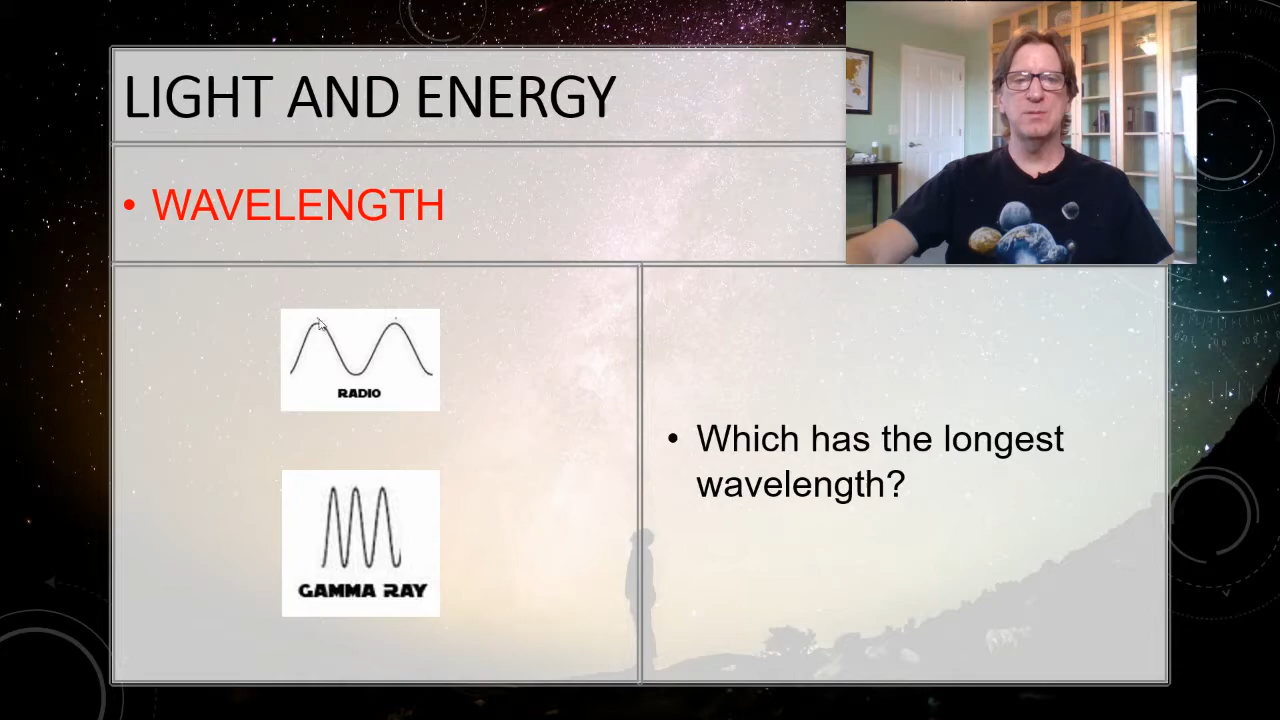 LIGHT AND ENERGY
• WAVELENGTH
RADIO
GAMMA RAY
• Which has the longest
wavelength?